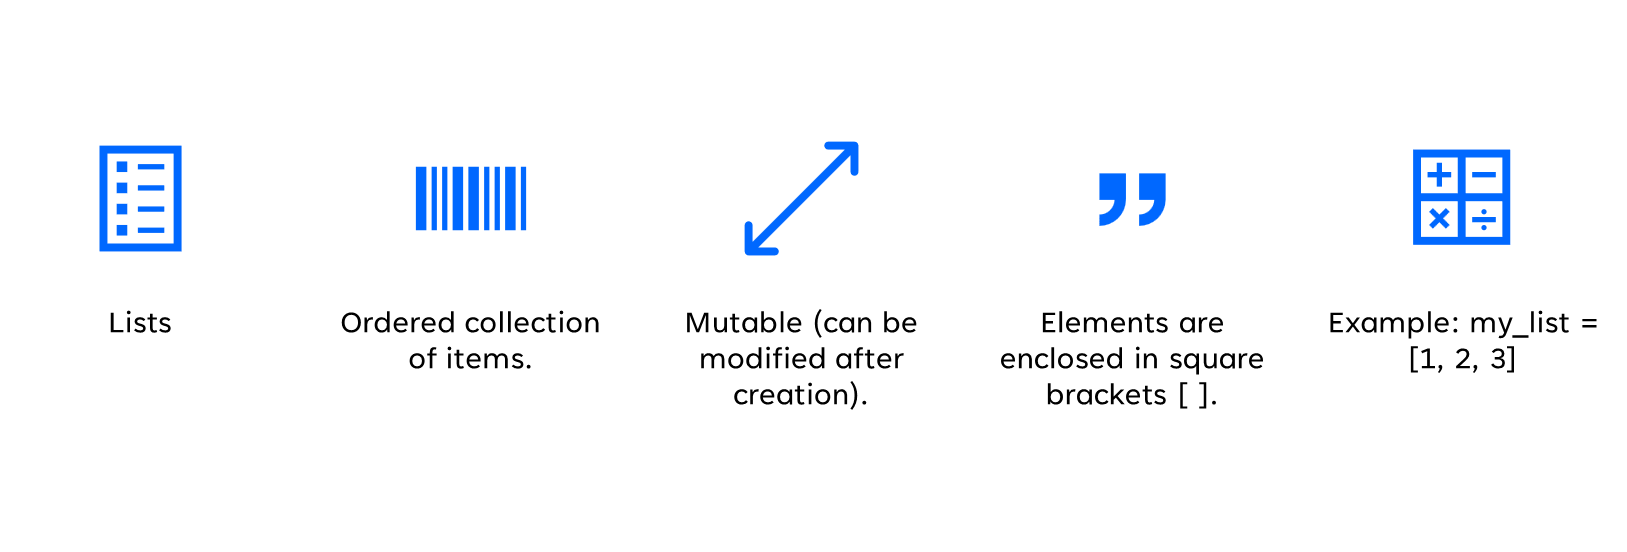 Lists
Ordered collection
of items.
Mutable (can be
modified after
creation).
Elements are
enclosed in square
brackets [ ].
Example: my_list =
[1, 2, 3]